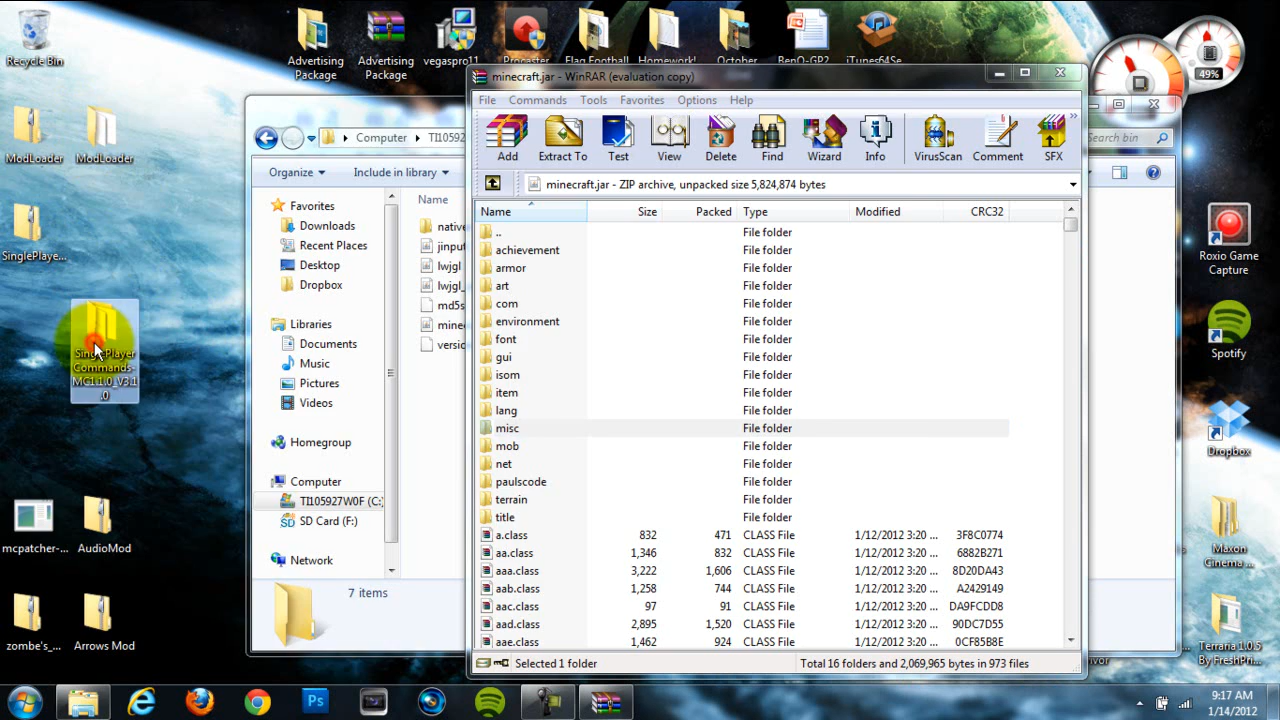 Recycle Bin
Advertising Package
Advertising Package
vegaspro11
Flag Football
Homework!
October
BenQ-GP2
iTunes64Se...
49%
ModLoader
ModLoader
SinglePlaye...
SinglePlayer
Commands-
MC1.1.0_V3.1
.0
mcpatcher-...
AudioMod
zombe's_...
Arrows Mod
Computer
TI105927
Search bin
Organize
Include in library
Favorites
Downloads
Recent Places
Desktop
Dropbox
Libraries
Documents
Music
Pictures
Videos
Homegroup
Computer
TI105927W0F (C:)
SD Card (F:)
Network
Name
native
jinput
lwjgl
lwjgl_
md5s
mine
versio
7 items
minecraft.jar - WinRAR (evaluation copy)
File Commands Tools Favorites Options Help
Add Extract To Test View Delete Find Wizard Info VirusScan Comment SFX
minecraft.jar - ZIP archive, unpacked size 5,824,874 bytes
Name Size Packed Type Modified CRC32
.. File folder
achievement File folder
armor File folder
art File folder
com File folder
environment File folder
font File folder
gui File folder
isom File folder
item File folder
lang File folder
misc File folder
mob File folder
net File folder
paulscode File folder
terrain File folder
title File folder
a.class 832 471 CLASS File 1/12/2012 3:20 ... 3F8C0774
aa.class 1,346 832 CLASS File 1/12/2012 3:20 ... 6882B271
aaa.class 3,222 1,606 CLASS File 1/12/2012 3:20 ... 8D20DA43
aab.class 1,258 744 CLASS File 1/12/2012 3:20 ... A2429149
aac.class 97 91 CLASS File 1/12/2012 3:20 ... DA9FCDD8
aad.class 2,895 1,520 CLASS File 1/12/2012 3:20 ... 90DC7D55
aae.class 1,462 924 CLASS File 1/12/2012 3:20 ... 0CF85B8E
Selected 1 folder
Total 16 folders and 2,069,965 bytes in 973 files
Roxio Game
Capture
Spotify
Dropbox
Maxon
Cinema ...
Terraria 1.0.5
By FreshPri...
Ps
9:17 AM
1/14/2012